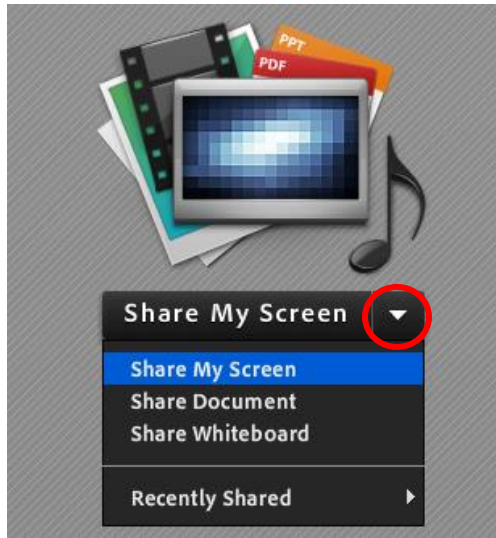 PPT
PDF
Share My Screen
Share My Screen
Share Document
Share Whiteboard
Recently Shared